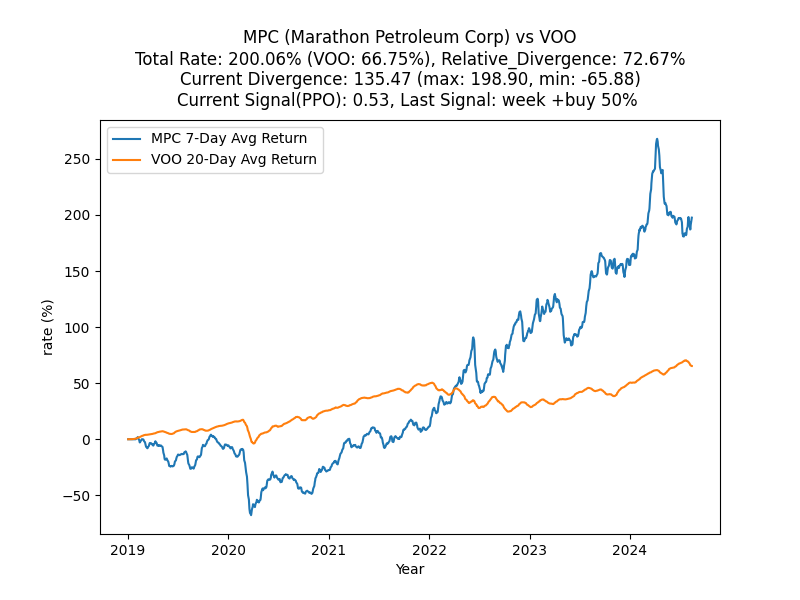 MPC (Marathon Petroleum Corp) vs VOO
Total Rate: 200.06% (VOO: 66.75%), Relative_Divergence: 72.67%
Current Divergence: 135.47 (max: 198.90, min: -65.88)
Current Signal(PPO): 0.53, Last Signal: week +buy 50%
MPC 7-Day Avg Return
VOO 20-Day Avg Return
rate (%)
250
200
150
100
50
0
−50
2019 2020 2021 2022 2023 2024
Year